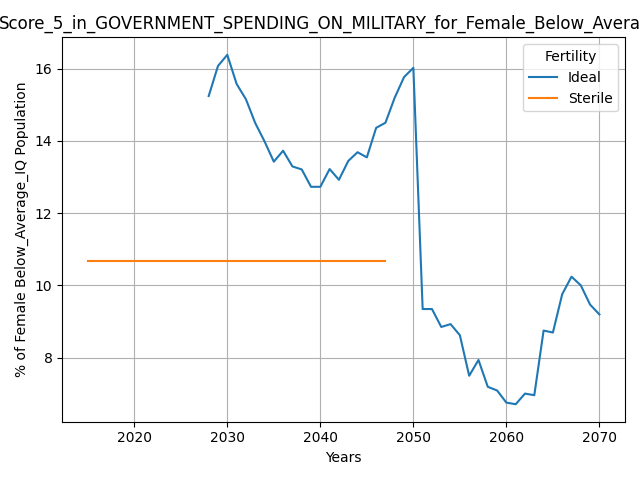 Score_5_in_GOVERNMENT_SPENDING_ON_MILITARY_for_Female_Below_Avera
Fertility
Ideal
Sterile
16
14
12
10
8
% of Female Below_Average_IQ Population
2020 2030 2040 2050 2060 2070
Years